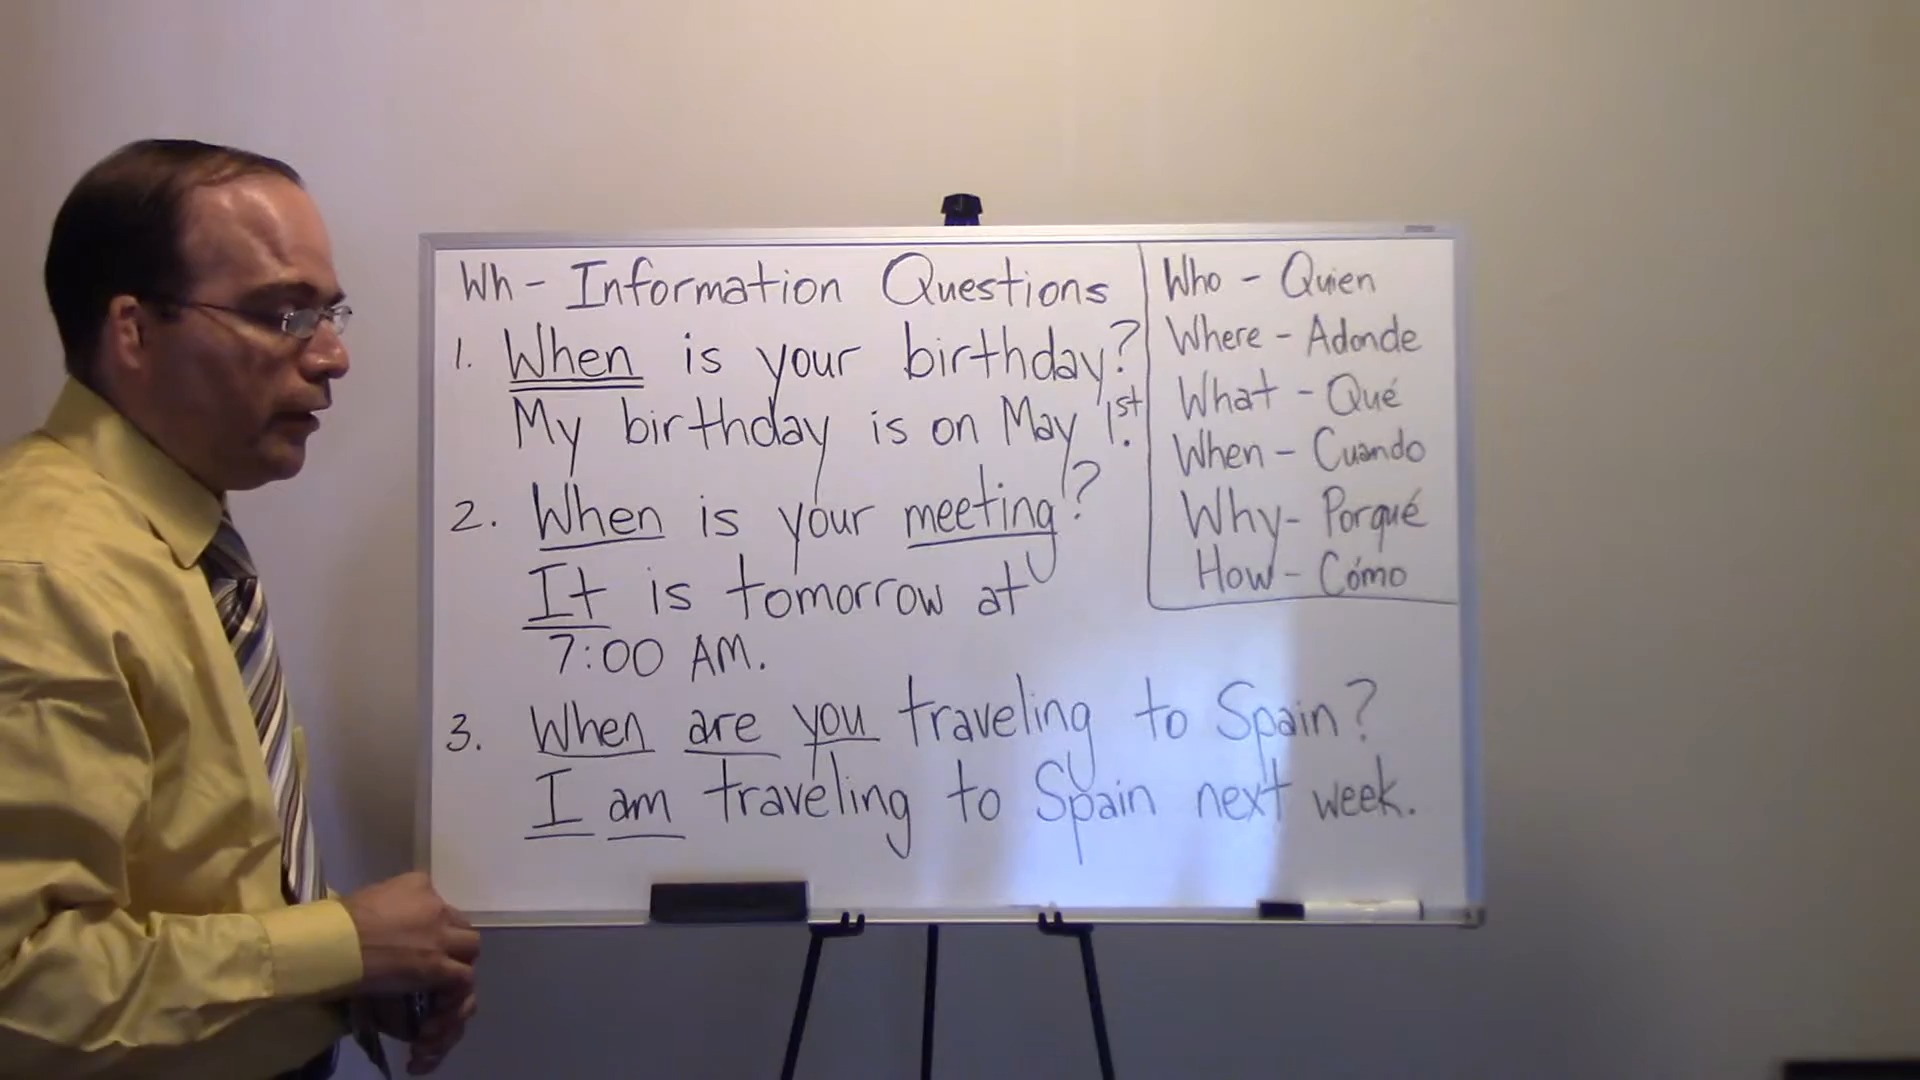 Wh - Information Questions
1. When is your birthday?
My birthday is on May 1st.
2. When is your meeting?
It is tomorrow at
7:00 AM.
3. When are you traveling to Spain?
I am traveling to Spain next week.
Who - Quien
Where - Adonde
What - Qué
When - Cuando
Why - Porqué
How - Cómo